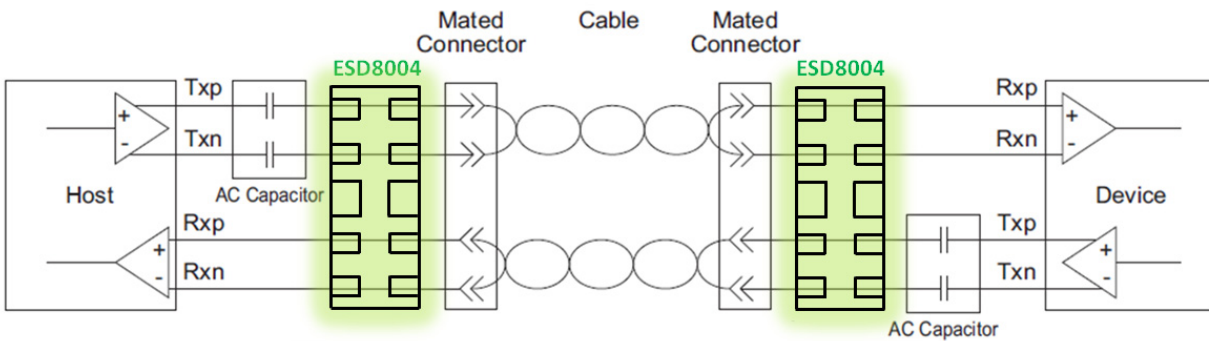 Mated
Connector
Cable
Mated
Connector
ESD8004
ESD8004
Txp
Txn
+
-
Host
AC Capacitor
Rxp
Rxn
+
-
Rxp
Rxn
+
-
Device
Txp
Txn
+
-
AC Capacitor